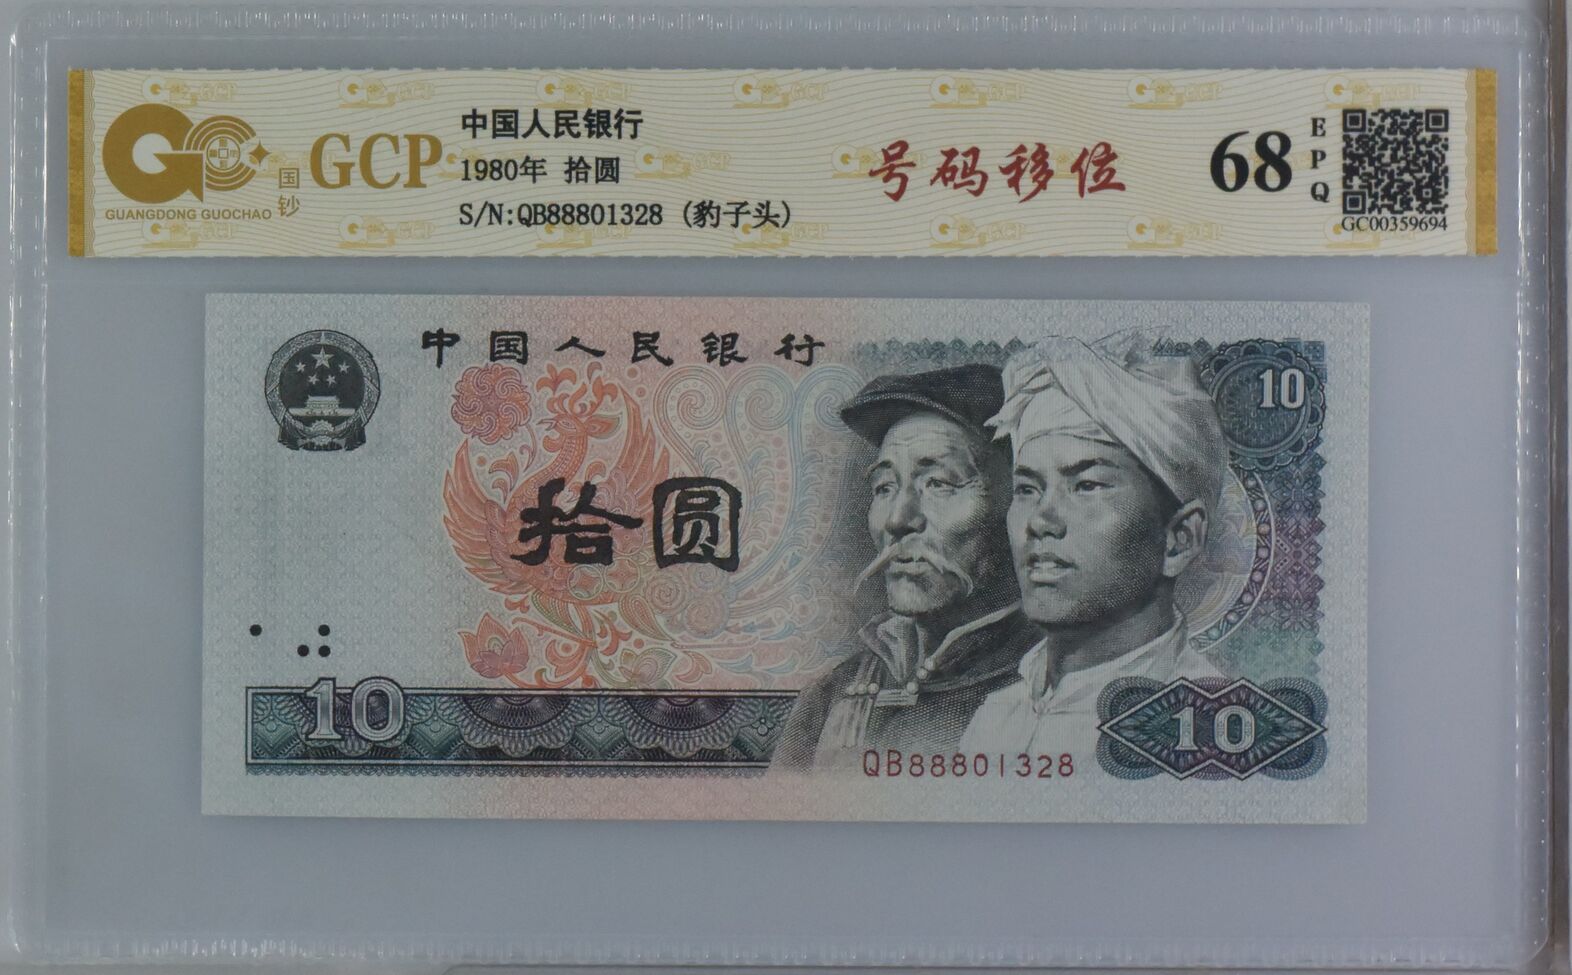 中国人民银行
1980年 拾圆
S/N:QB88801328 (豹子头)
GCP
国钞
GUANGDONG GUOCHAO
号码移位
68
EPQ
GC00359694
中国人民银行
10
拾圆
10
10
QB88801328